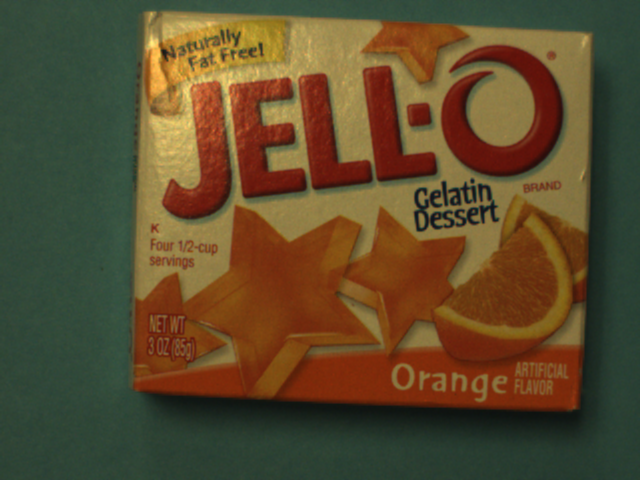 Naturally
Fat Free!
JELL-O®
Gelatin
Dessert
BRAND
K
Four 1/2-cup
servings
NET WT
3 OZ (85g)
Orange
ARTIFICIAL
FLAVOR